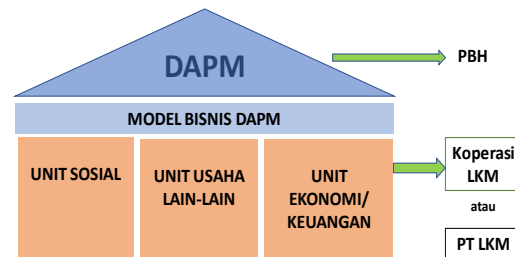 DAPM
PBH
MODEL BISNIS DAPM
UNIT SOSIAL
UNIT USAHA
LAIN-LAIN
UNIT
EKONOMI/
KEUANGAN
Koperasi
LKM
atau
PT LKM